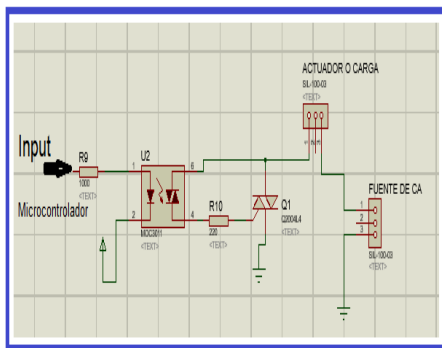 ACTUADOR O CARGA
SIL-100-03
<TEXT>
Input
R9
1000
<TEXT>
Microcontrolador
U2
1
6
2
4
MOC3011
<TEXT>
R10
220
<TEXT>
Q1
Q2004L4
<TEXT>
FUENTE DE CA
1
2
3
SIL-100-03
<TEXT>